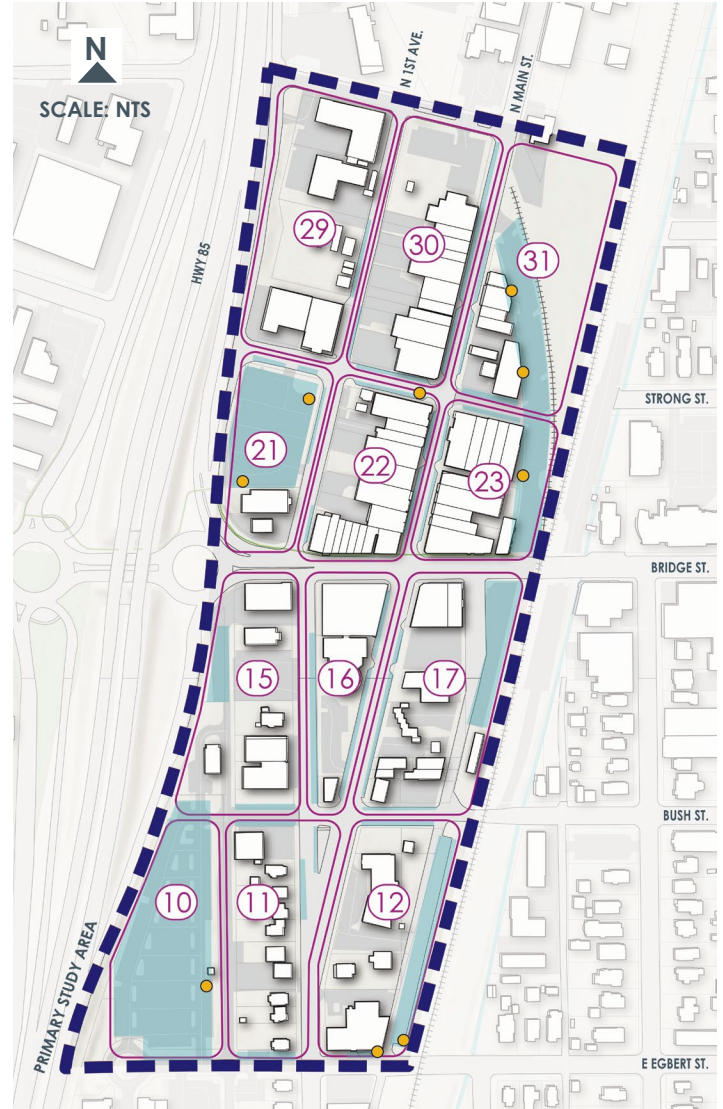 N
SCALE: NTS
N 1ST AVE.
N MAIN ST.
HWY 85
29
30
31
STRONG ST.
21
22
23
BRIDGE ST.
15
16
17
BUSH ST.
10
11
12
PRIMARY STUDY AREA
E EGBERT ST.